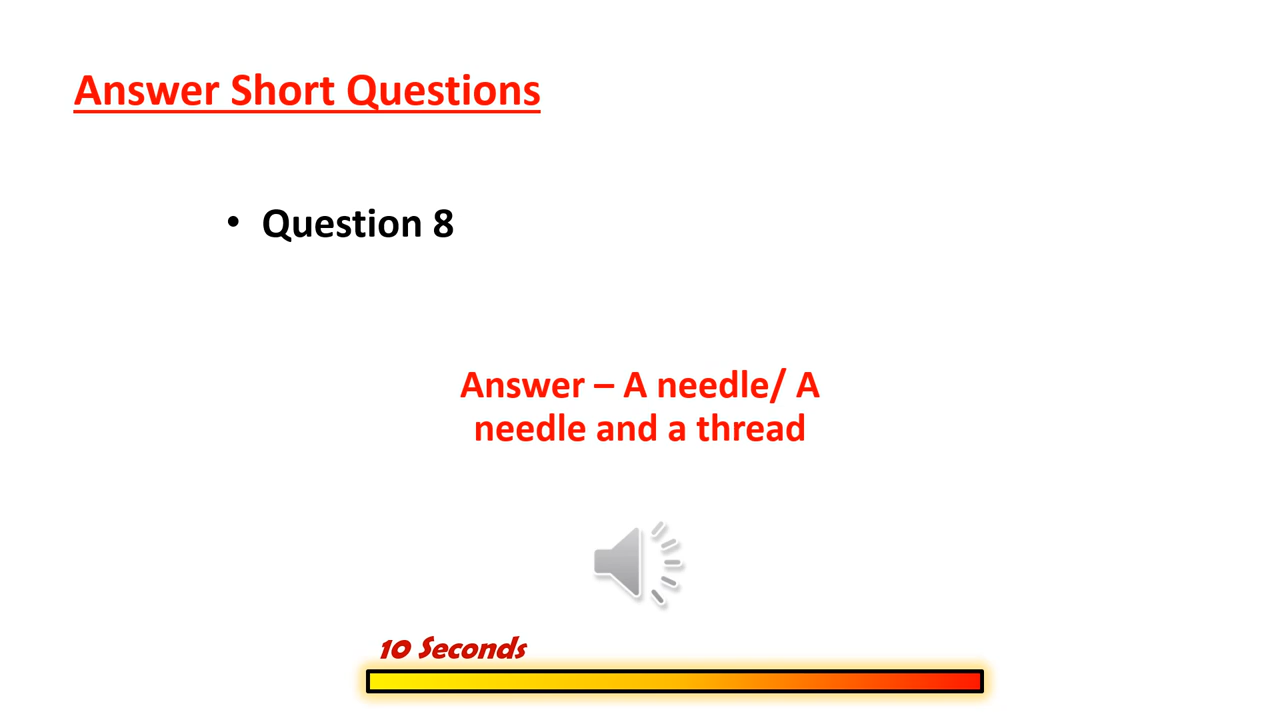 Answer Short Questions
• Question 8
Answer – A needle/ A
needle and a thread
10 Seconds